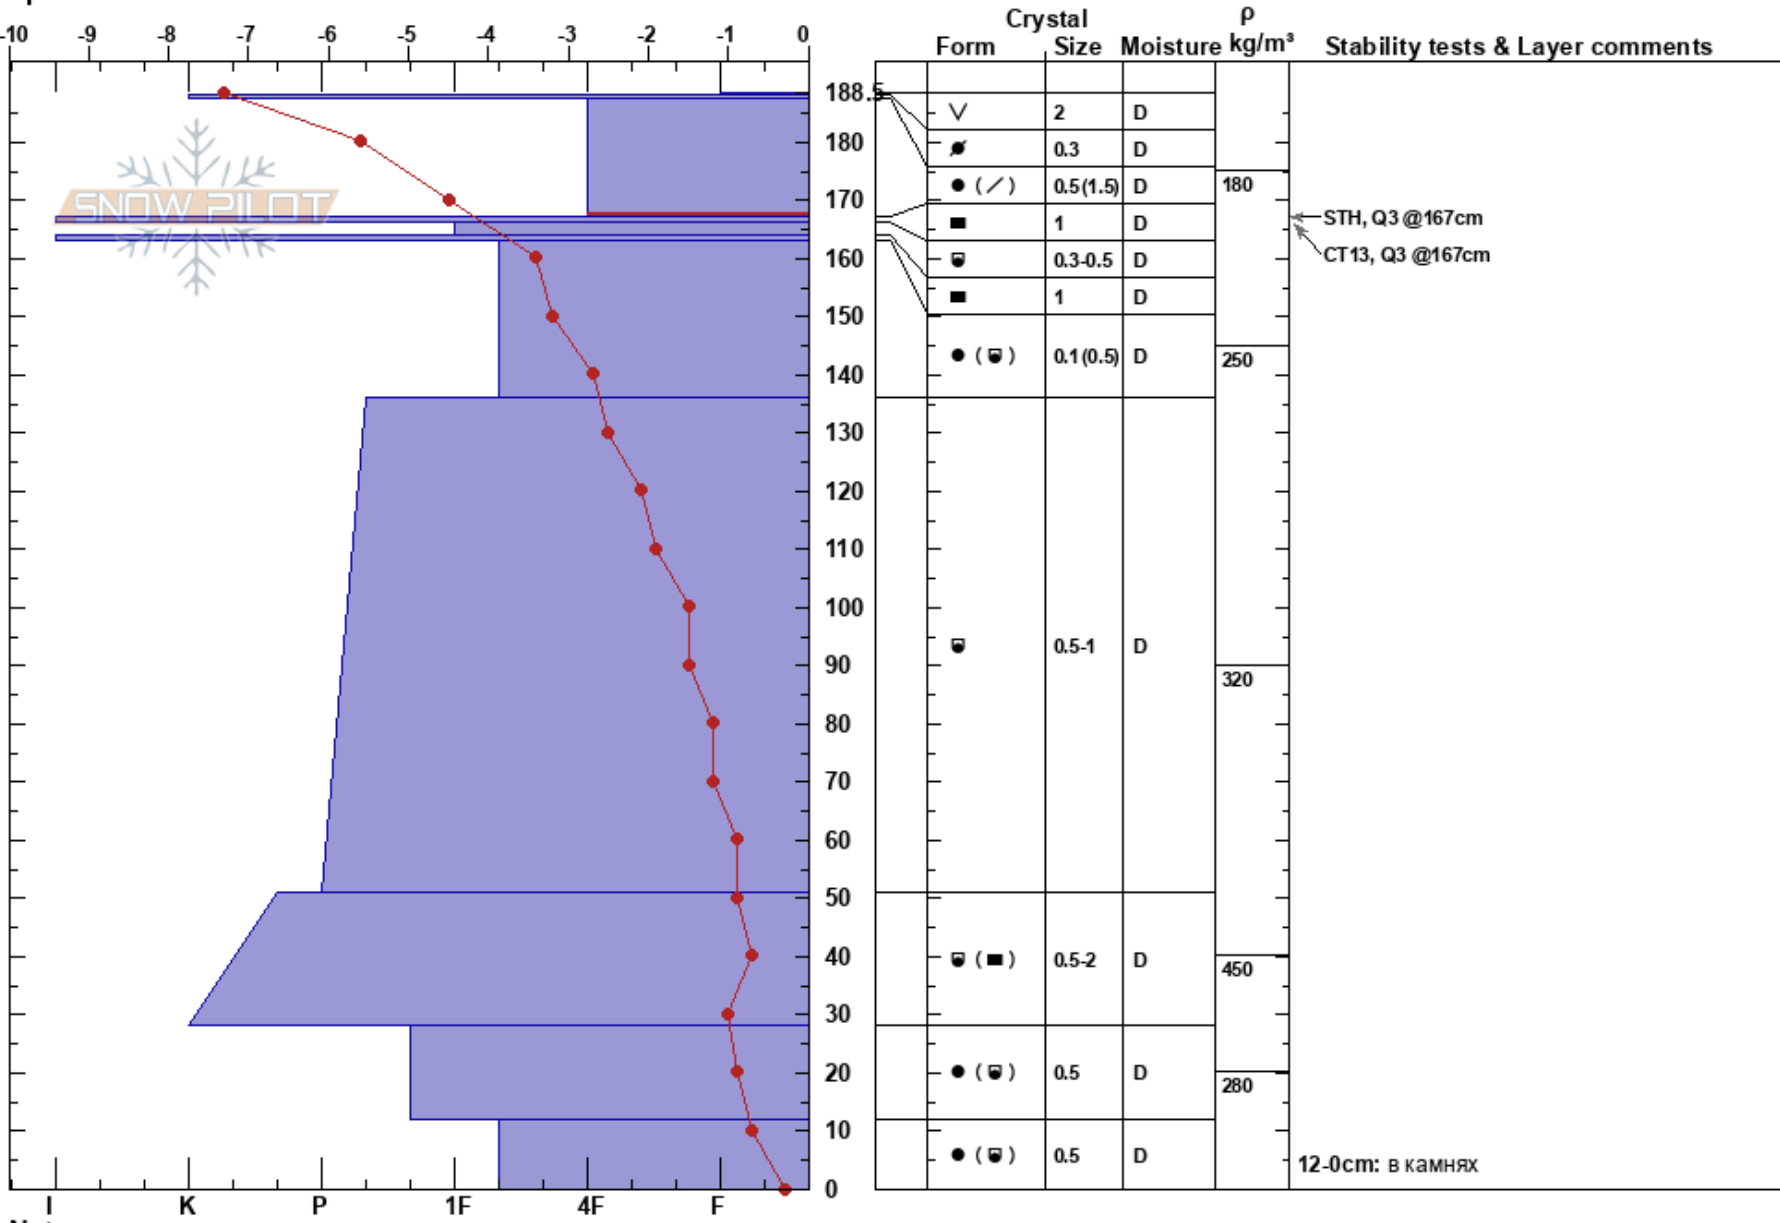 Crystal ρ
-10 -9 -8 -7 -6 -5 -4 -3 -2 -1 0 Form Size Moisture kg/m³ Stability tests & Layer comments
188.5 2 D
180 0.3 D
SNOW PILOT 170 ( ) 0.5(1.5) D 180
1 D STH, Q3 @167cm
160 0.3-0.5 D CT13, Q3 @167cm
1 D
150
( ) 0.1(0.5) D 250
140
130
120
110
100
90 0.5-1 D
320
80
70
60
50
40 ( ) 0.5-2 D 450
30
20 ( ) 0.5 D 280
10 ( ) 0.5 D 12-0cm: в камнях
0
I K P 1F 4F F